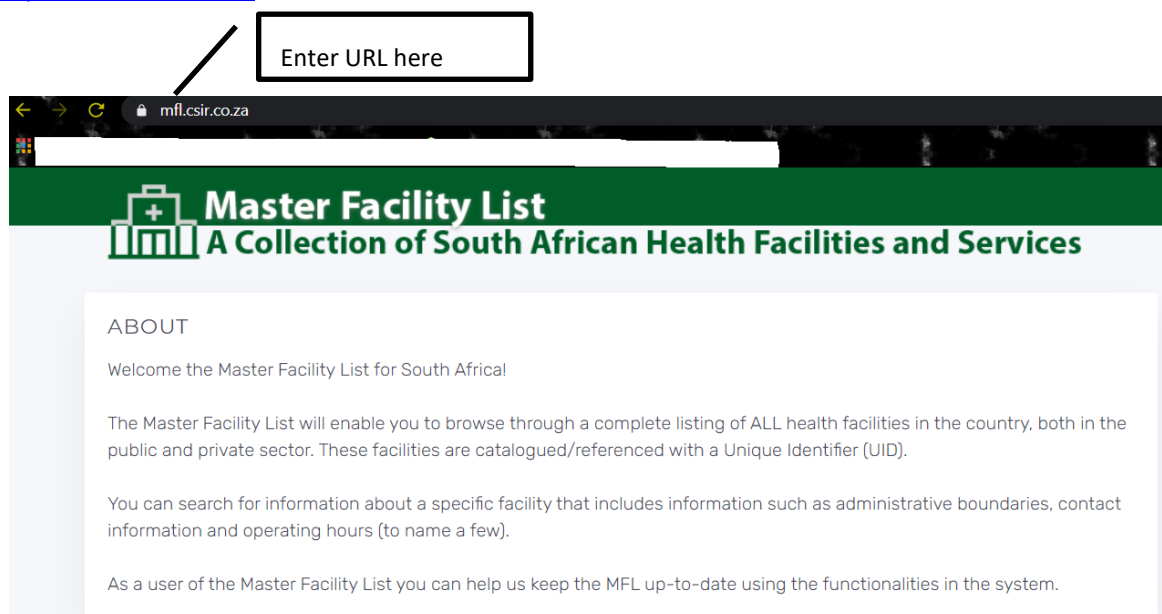 Enter URL here
mfl.csir.co.za
Master Facility List
A Collection of South African Health Facilities and Services
ABOUT
Welcome the Master Facility List for South Africa!
The Master Facility List will enable you to browse through a complete listing of ALL health facilities in the country, both in the
public and private sector. These facilities are catalogued/referenced with a Unique Identifier (UID).
You can search for information about a specific facility that includes information such as administrative boundaries, contact
information and operating hours (to name a few).
As a user of the Master Facility List you can help us keep the MFL up-to-date using the functionalities in the system.